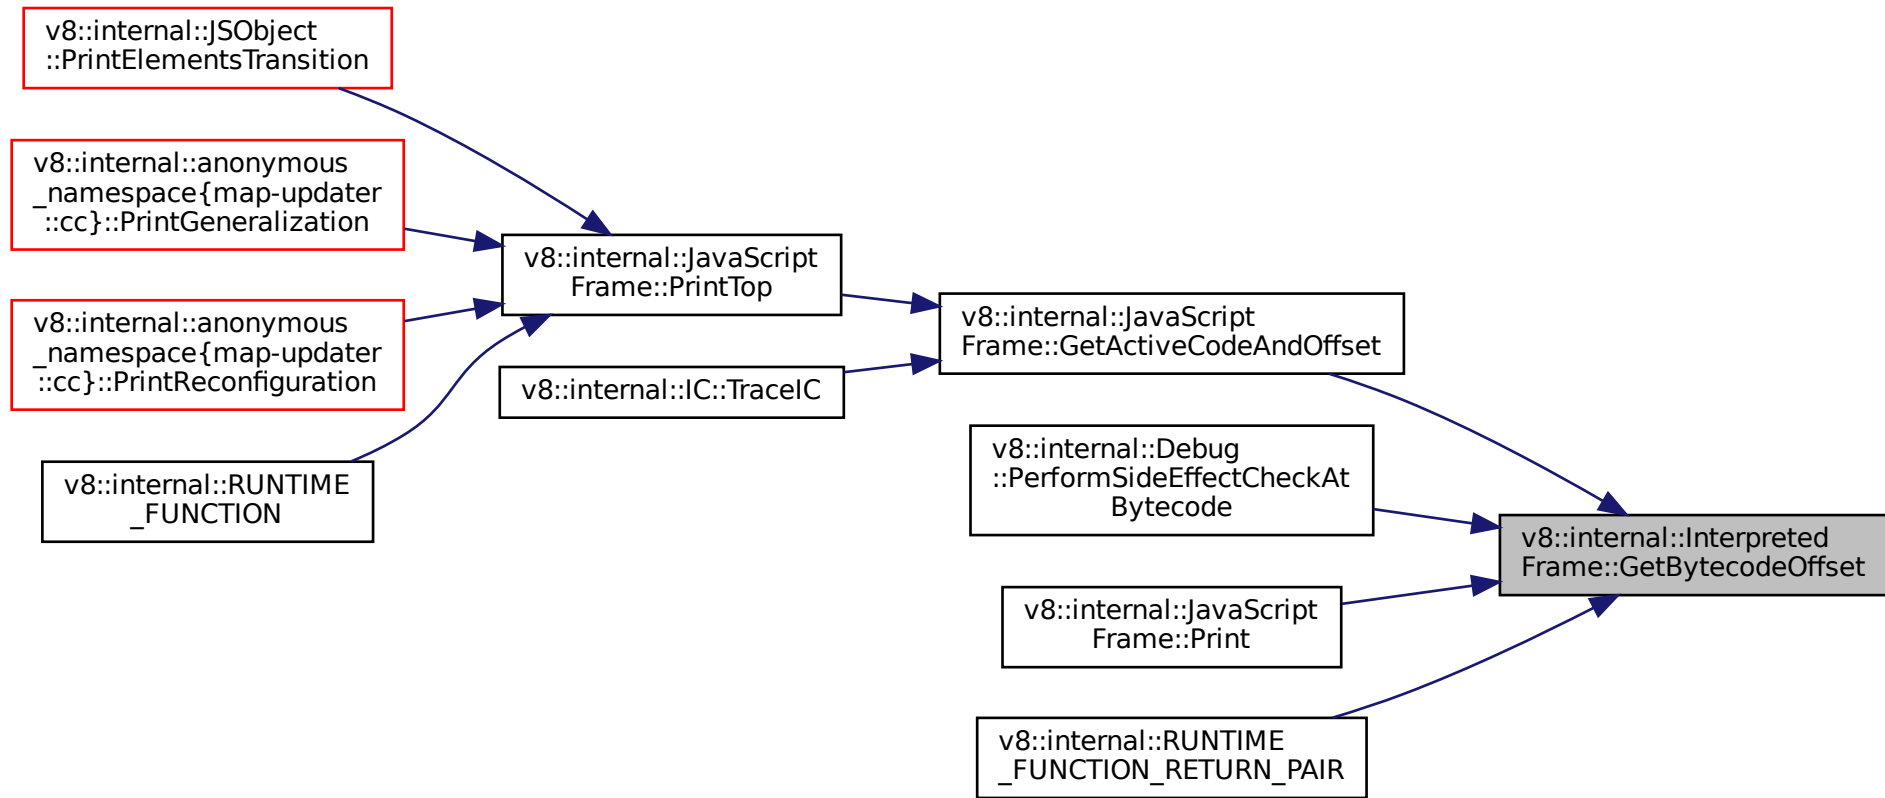 v8::internal::JSObject
::PrintElementsTransition
v8::internal::anonymous
_namespace{map-updater
::cc}::PrintGeneralization
v8::internal::anonymous
_namespace{map-updater
::cc}::PrintReconfiguration
v8::internal::RUNTIME
_FUNCTION
v8::internal::JavaScript
Frame::PrintTop
v8::internal::IC::TraceIC
v8::internal::JavaScript
Frame::GetActiveCodeAndOffset
v8::internal::Debug
::PerformSideEffectCheckAt
Bytecode
v8::internal::JavaScript
Frame::Print
v8::internal::RUNTIME
_FUNCTION_RETURN_PAIR
v8::internal::Interpreted
Frame::GetBytecodeOffset